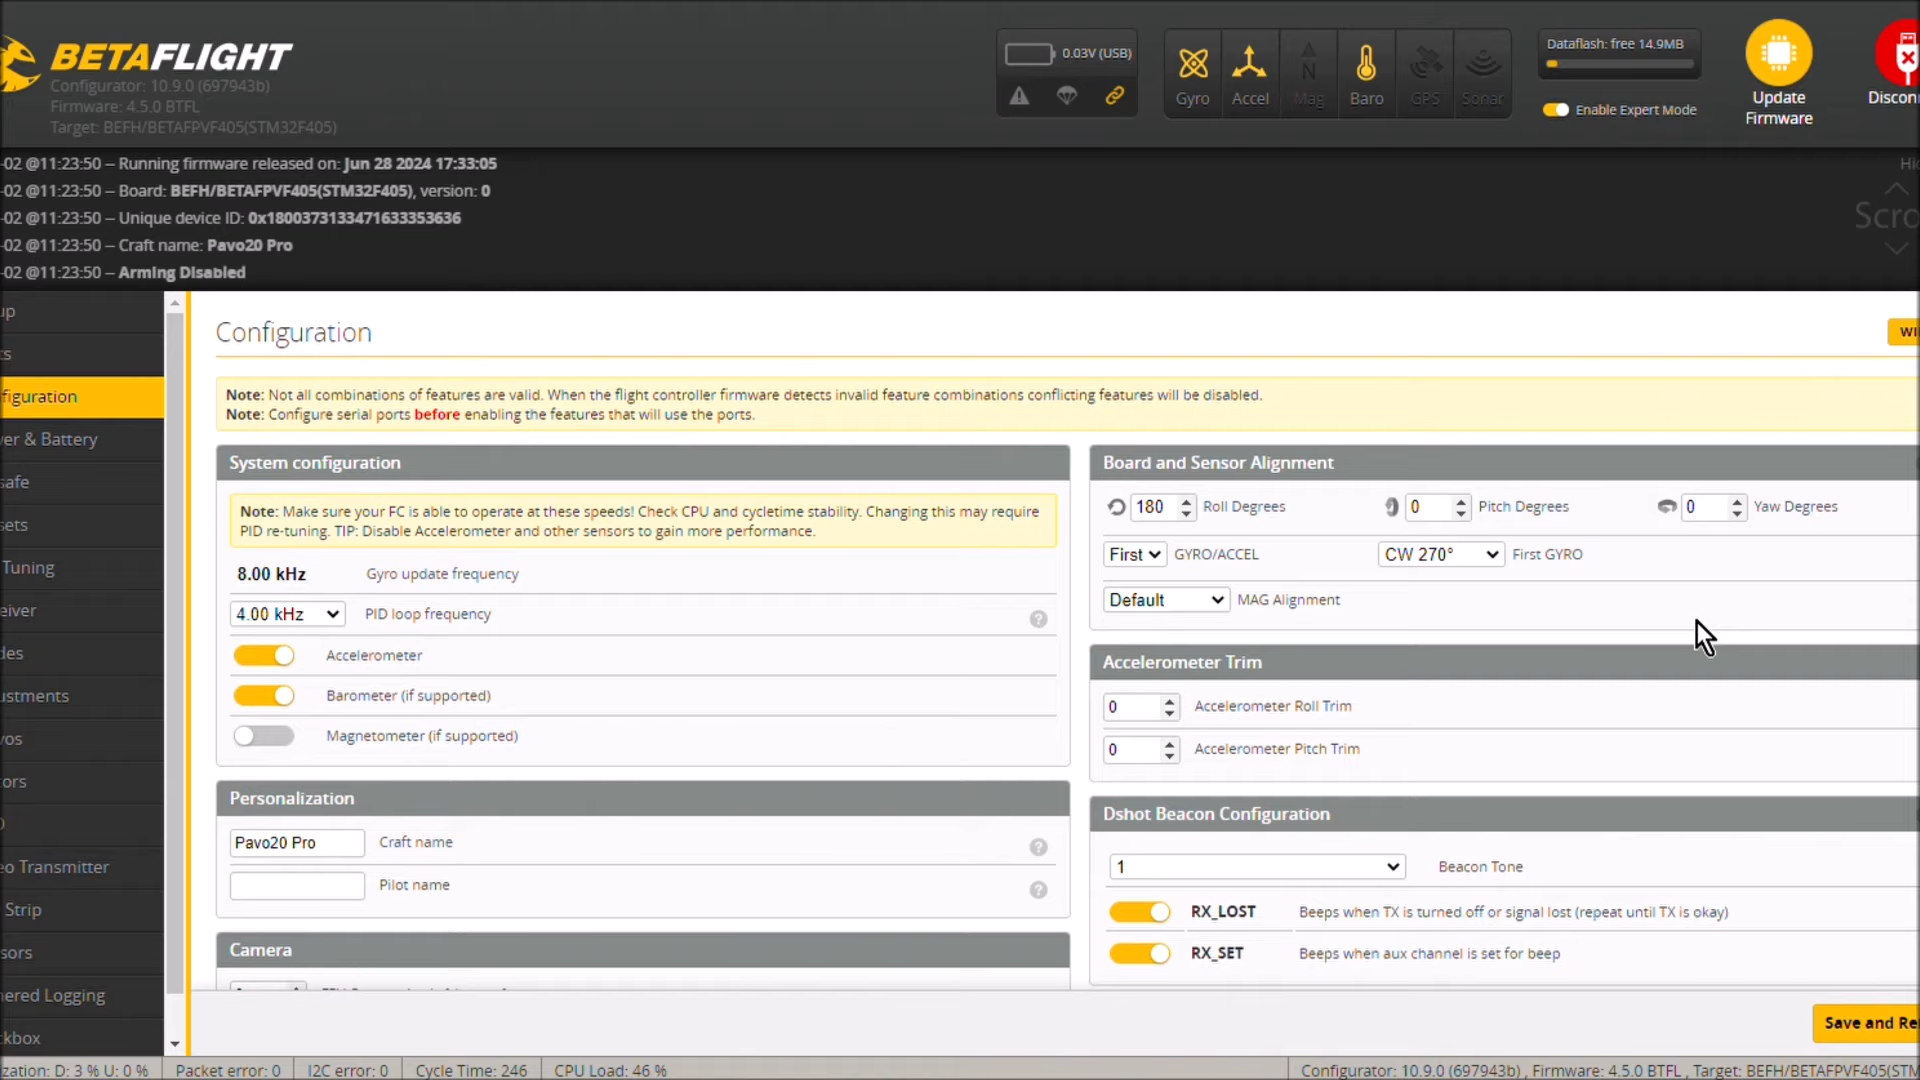 BETAFLIGHT
Configurator: 10.9.0 (697943b)
Firmware: 4.5.0 BTFL
Target: BEFH/BETAFPVF405(STM32F405)
0.03V (USB)
Gyro
Accel
N
Mag
Baro
GPS
Sonar
Dataflash: free 14.9MB
Enable Expert Mode
Update
Firmware
Disconn
-02 @11:23:50 -- Running firmware released on: Jun 28 2024 17:33:05
-02 @11:23:50 -- Board: BEFH/BETAFPVF405(STM32F405), version: 0
-02 @11:23:50 -- Unique device ID: 0x1800373133471633353636
-02 @11:23:50 -- Craft name: Pavo20 Pro
-02 @11:23:50 -- Arming Disabled
Hi
Scro
up
ts
figuration
ver & Battery
safe
sets
Tuning
eiver
des
ustments
vos
tors
eo Transmitter
Strip
sors
hered Logging
ckbox
Configuration
WI
Note: Not all combinations of features are valid. When the flight controller firmware detects invalid feature combinations conflicting features will be disabled.
Note: Configure serial ports before enabling the features that will use the ports.
System configuration
Note: Make sure your FC is able to operate at these speeds! Check CPU and cycletime stability. Changing this may require
PID re-tuning. TIP: Disable Accelerometer and other sensors to gain more performance.
8.00 kHz Gyro update frequency
4.00 kHz PID loop frequency ?
Accelerometer
Barometer (if supported)
Magnetometer (if supported)
Personalization
Pavo20 Pro Craft name ?
Pilot name ?
Camera
Board and Sensor Alignment
180 Roll Degrees 0 Pitch Degrees 0 Yaw Degrees
First GYRO/ACCEL CW 270° First GYRO
Default MAG Alignment
Accelerometer Trim
0 Accelerometer Roll Trim
0 Accelerometer Pitch Trim
Dshot Beacon Configuration
1 Beacon Tone
RX_LOST Beeps when TX is turned off or signal lost (repeat until TX is okay)
RX_SET Beeps when aux channel is set for beep
Save and Re
zation: D: 3 % U: 0 % Packet error: 0 I2C error: 0 Cycle Time: 246 CPU Load: 46 % Configurator: 10.9.0 (697943b) , Firmware: 4.5.0 BTFL , Target: BEFH/BETAFPVF405(STM